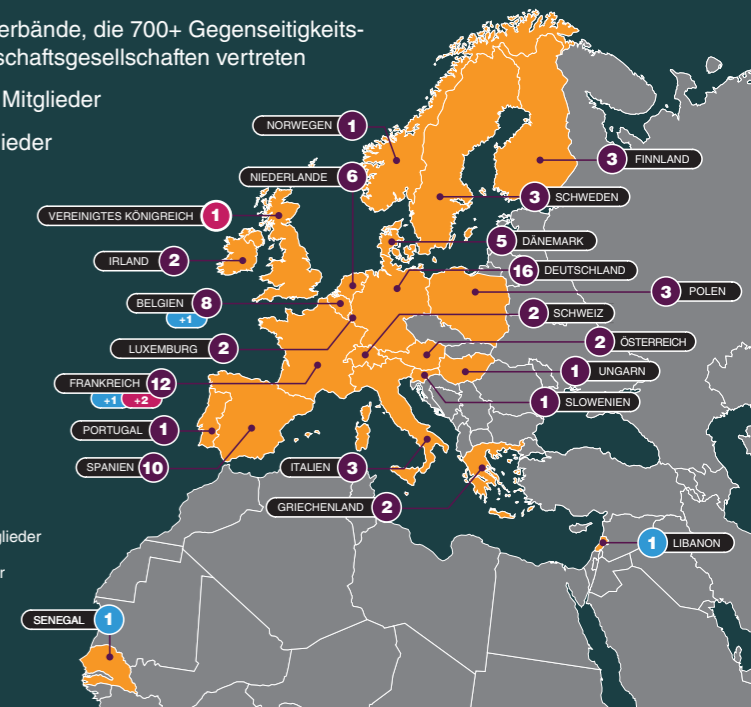 erbände, die 700+ Gegenseitigkeits-
schaftsgesellschaften vertreten
Mitglieder
ieder
NORWEGEN 1
NIEDERLANDE 6
3 FINNLAND
3 SCHWEDEN
VEREINIGTES KÖNIGREICH 1
5 DÄNEMARK
IRLAND 2
16 DEUTSCHLAND
3 POLEN
BELGIEN 8
+1
2 SCHWEIZ
LUXEMBURG 2
2 ÖSTERREICH
1 UNGARN
FRANKREICH 12
+1 +2
1 SLOWENIEN
PORTUGAL 1
SPANIEN 10
ITALIEN 3
GRIECHENLAND 2
glieder
1 LIBANON
r
SENEGAL 1